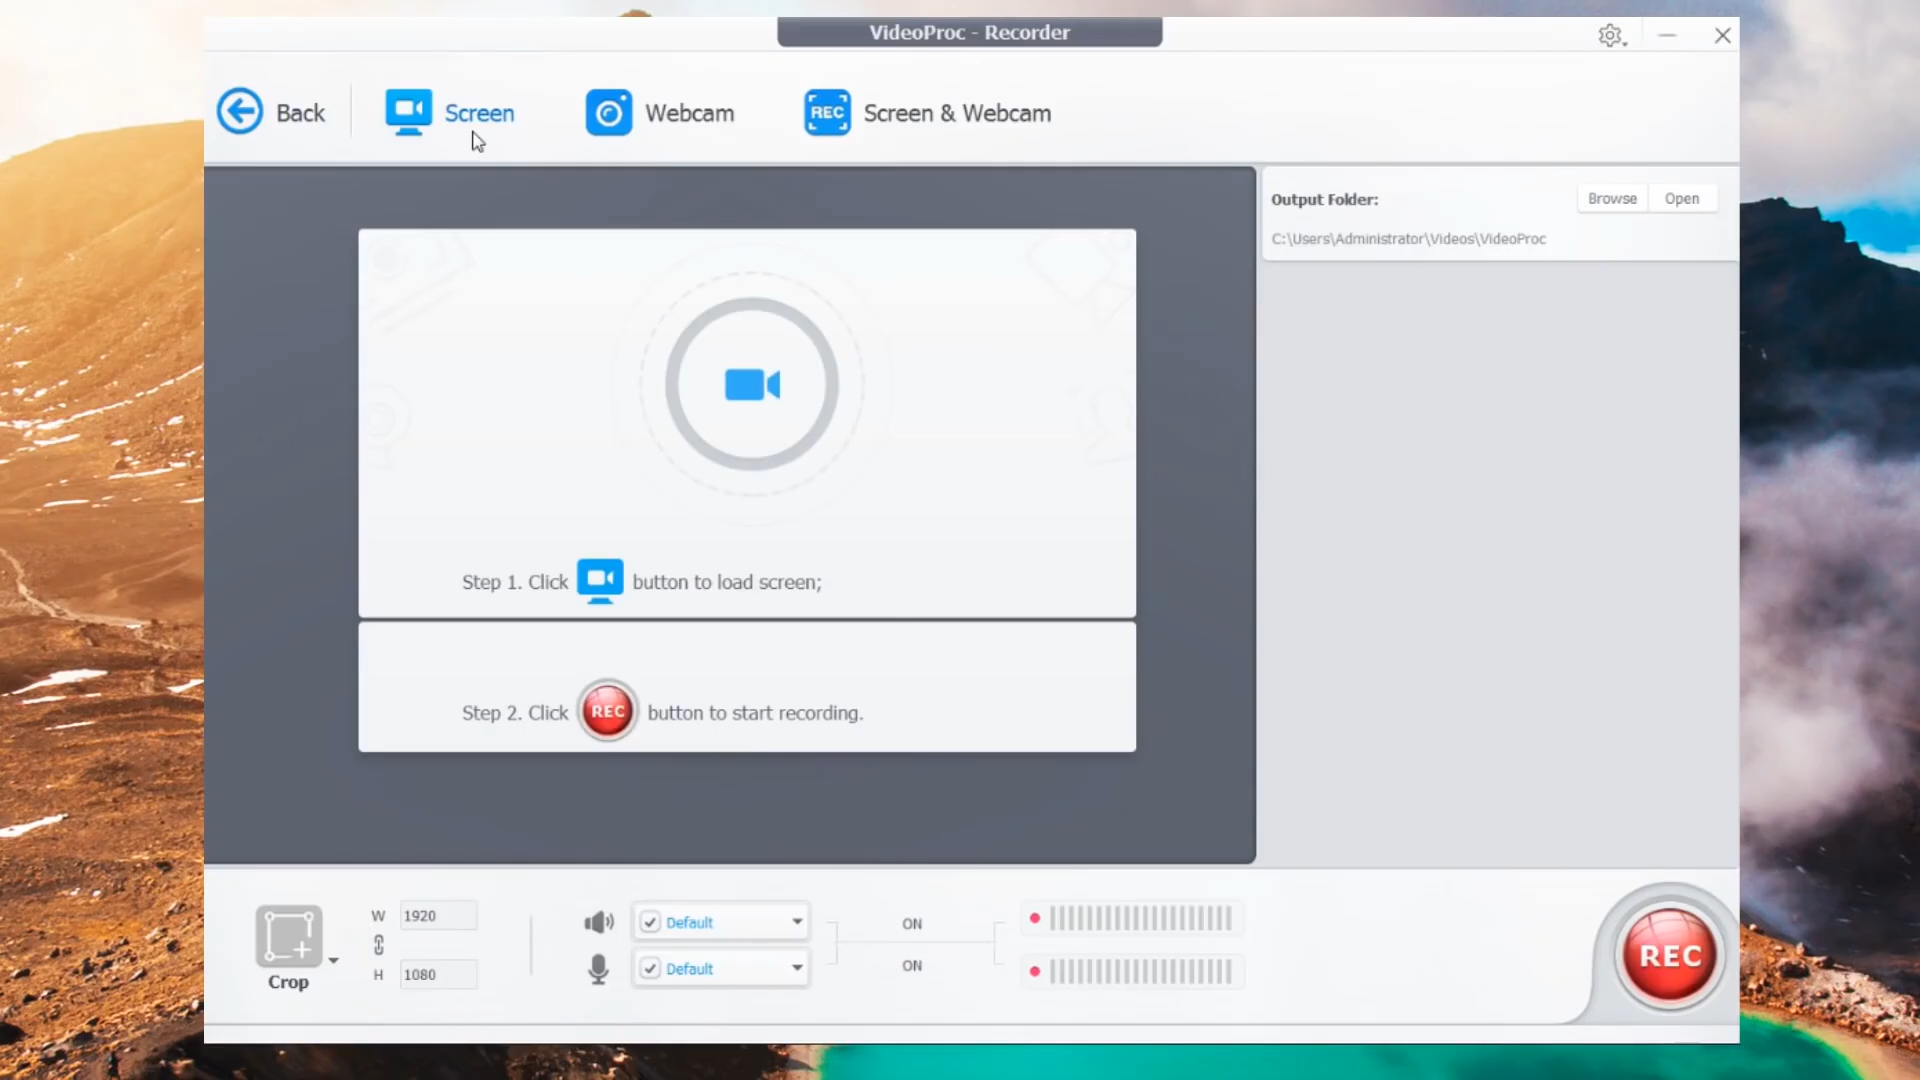 VideoProc - Recorder
Back
Screen
Webcam
REC
Screen & Webcam
Output Folder:
Browse
Open
C:\Users\Administrator\Videos\VideoProc
Step 1. Click button to load screen;
Step 2. Click REC button to start recording.
Crop
W 1920
H 1080
Default
ON
Default
ON
REC